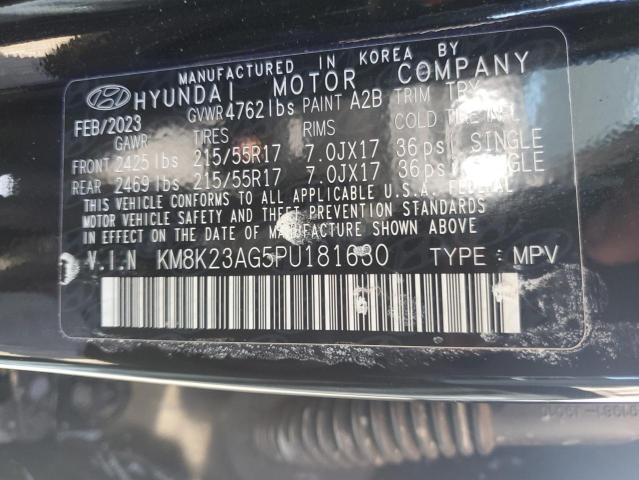 MANUFACTURED IN KOREA BY
HYUNDAI MOTOR COMPANY
FEB/2023 GVWR 4762 lbs PAINT A2B TRIM TRY
GAWR TIRES RIMS COLD TIRE
FRONT 2425 lbs 215/55R17 7.0JX17 36 psi SINGLE
REAR 2469 lbs 215/55R17 7.0JX17 36 psi SINGLE
THIS VEHICLE CONFORMS TO ALL APPLICABLE U.S.A. FEDERAL
MOTOR VEHICLE SAFETY AND THEFT PREVENTION STANDARDS
IN EFFECT ON THE DATE OF MANUFACTURE SHOWN ABOVE
V.I.N KM8K23AG5PU181630 TYPE : MPV